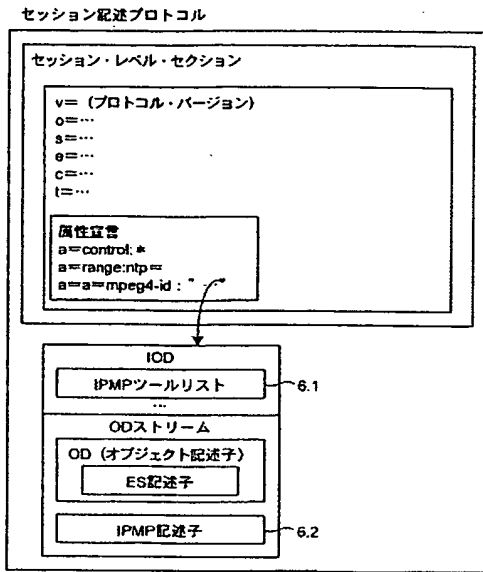 セッション記述プロトコル
セッション・レベル・セクション
v=（プロトコル・バージョン）
o=…
s=…
e=…
c=…
t=…
属性宣言
a=control:*
a=range:ntp=
a=a=mpeg4-id："…"
IOD
IPMPツールリスト
6.1
…
ODストリーム
OD（オブジェクト記述子）
ES記述子
IPMP記述子
6.2